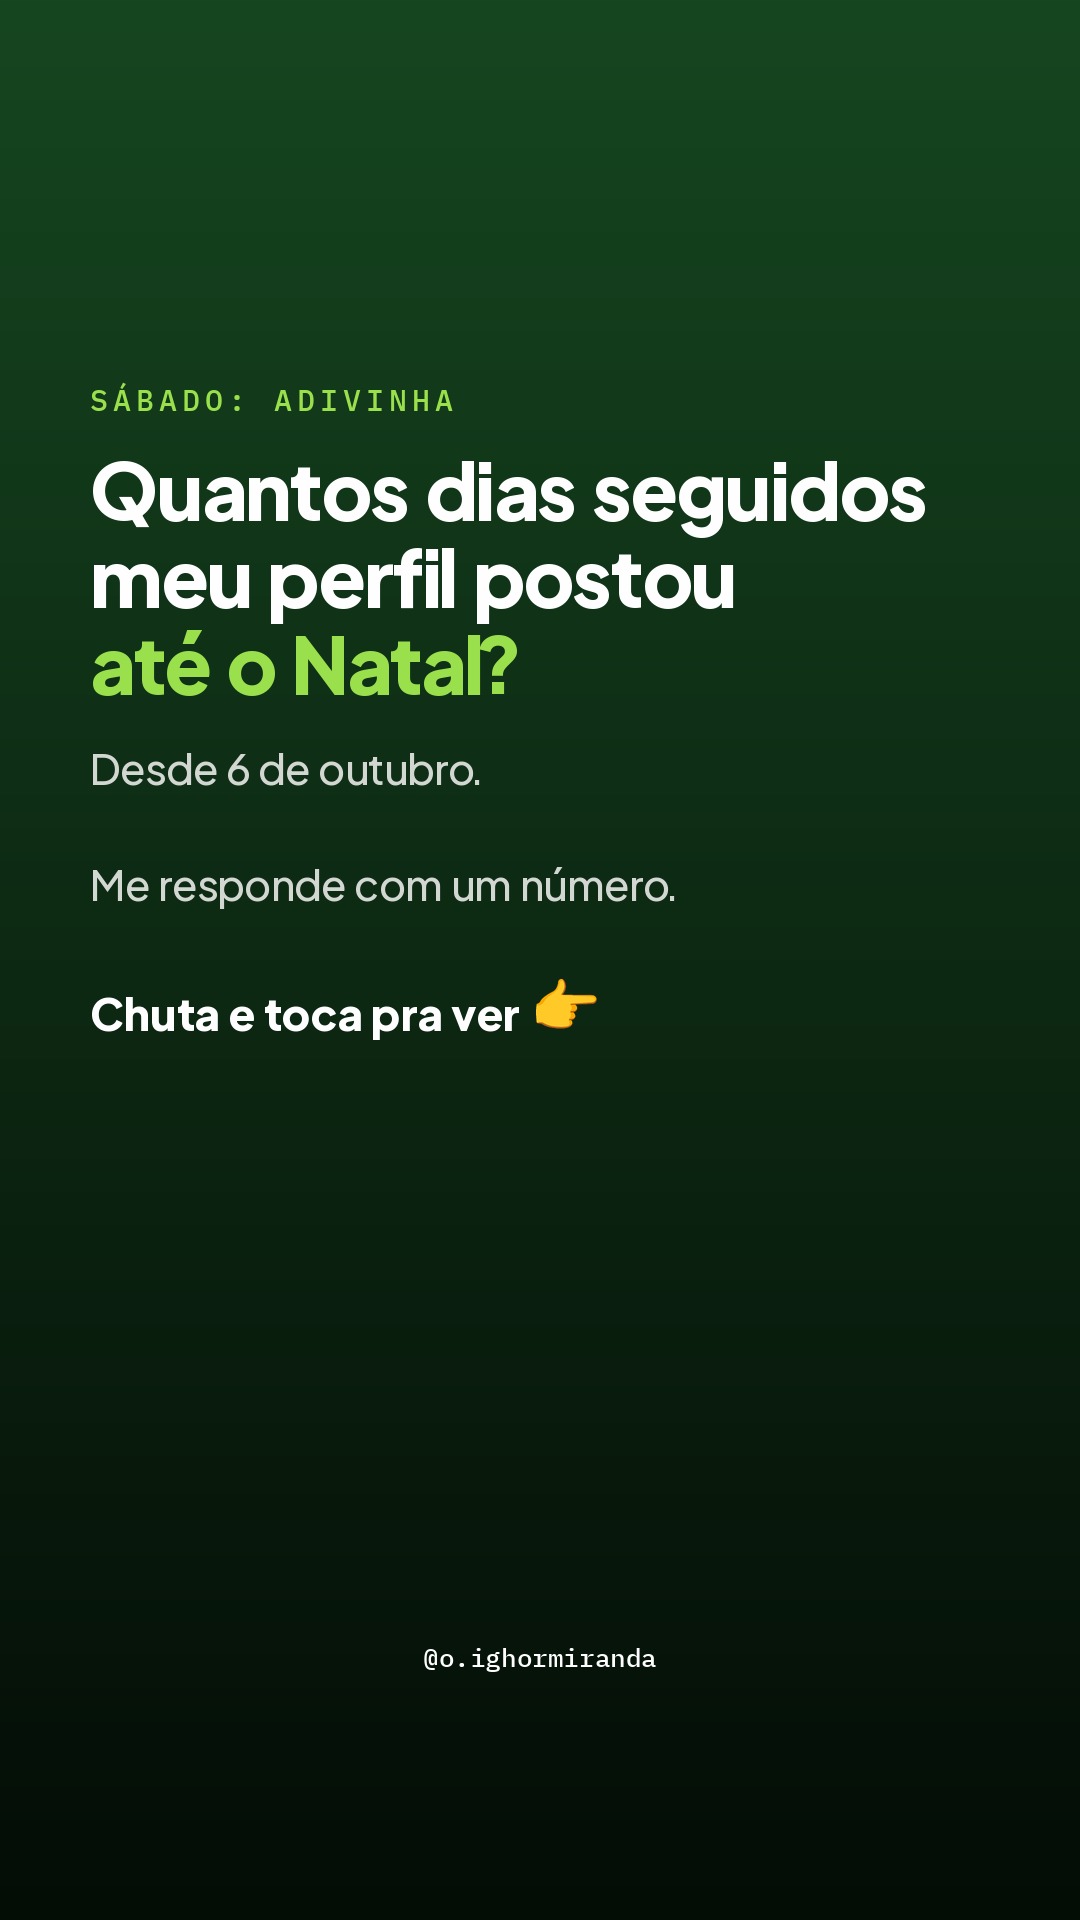 SÁBADO: ADIVINHA
Quantos dias seguidos
meu perfil postou
até o Natal?
Desde 6 de outubro.
Me responde com um número.
Chuta e toca pra ver 👉
@o.ighormiranda